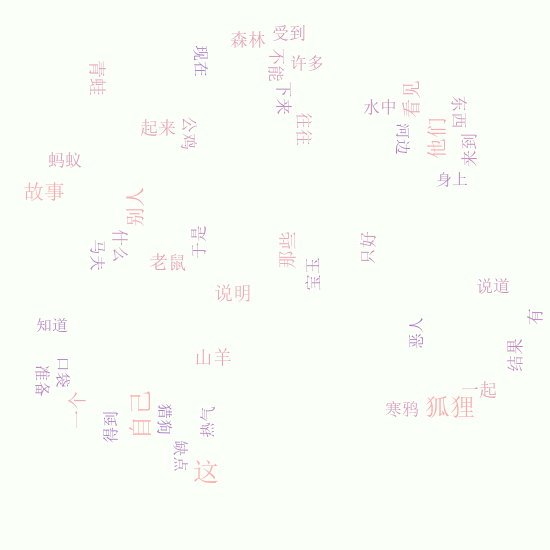 受到
森林
现在
不能
许多
青蛙
看见
下来
水中
东西
往往
起来
公鸡
他们
河边
来到
蚂蚁
身上
故事
别人
于是
什么
那些
只好
马夫
老鼠
宝玉
说明
说道
有
知道
恶人
山羊
结果
口袋
准备
一起
一个
狐狸
寒鸦
自己
得到
猎狗
热气
缺点
这